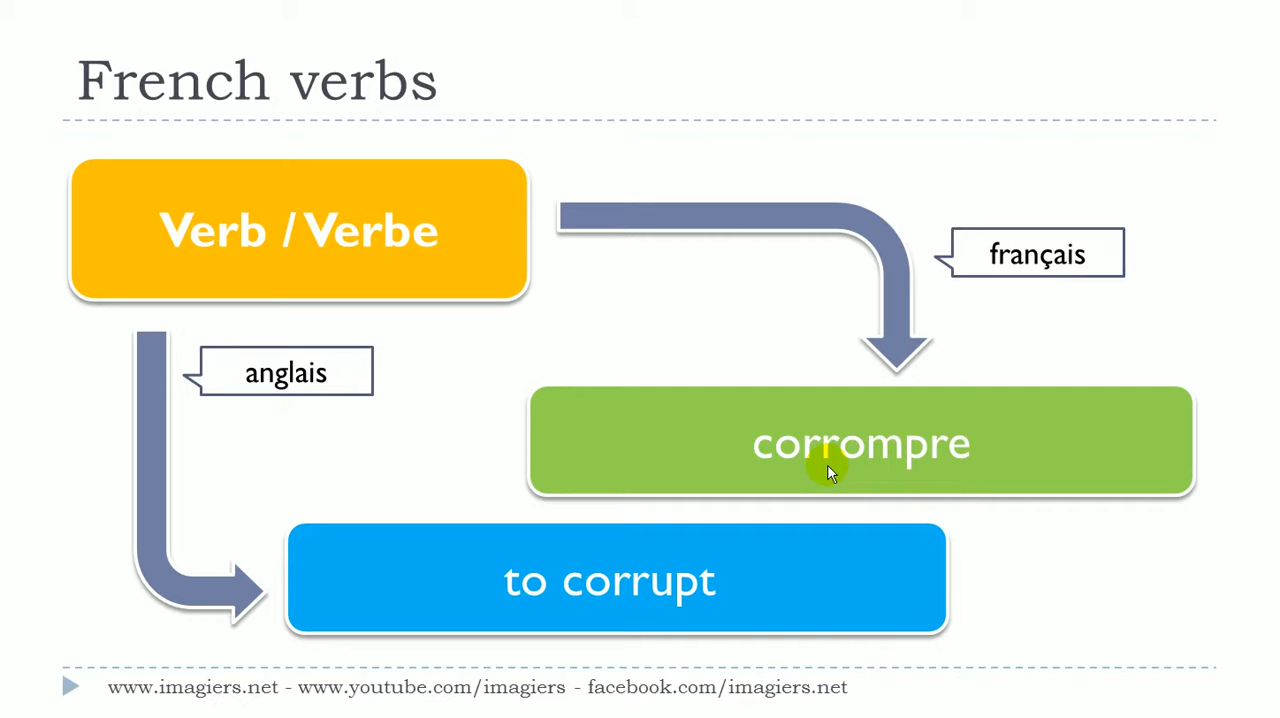 French verbs
Verb / Verbe
français
anglais
corrompre
to corrupt
www.imagiers.net - www.youtube.com/imagiers - facebook.com/imagiers.net